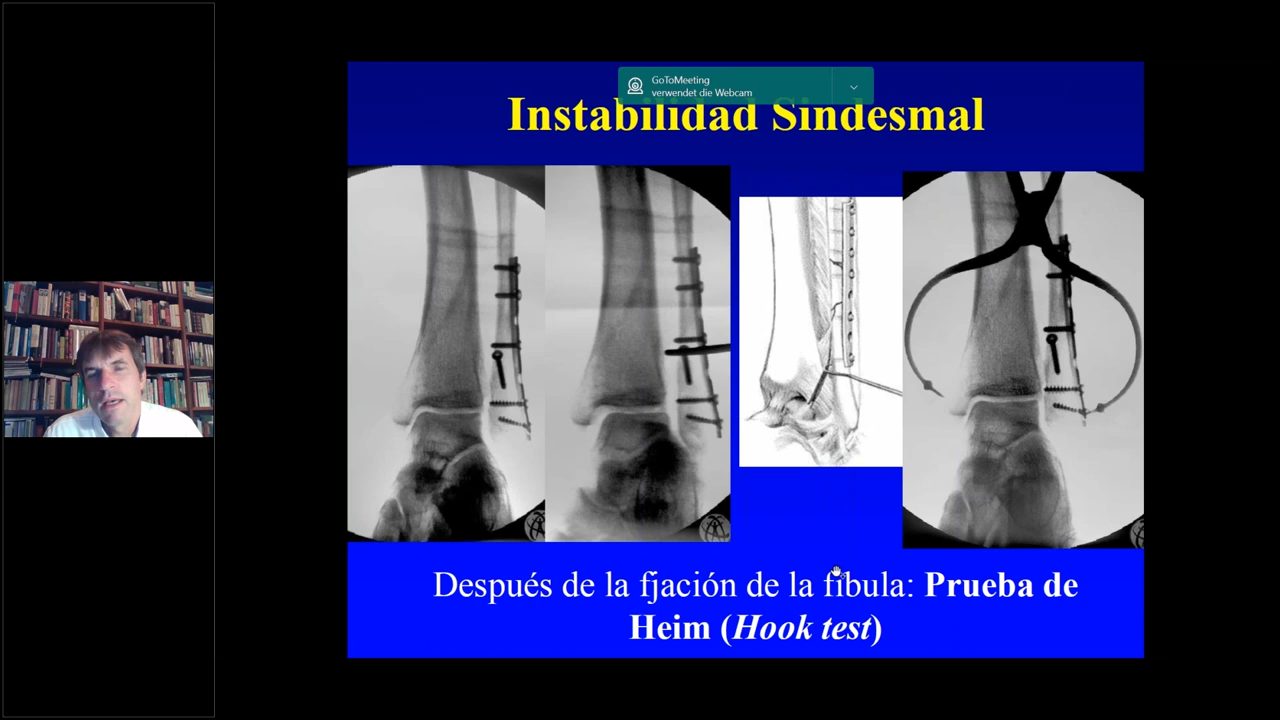 GoToMeeting
verwendet die Webcam
Instabilidad Sindesmal
Después de la fjación de la fíbula: Prueba de
Heim (Hook test)